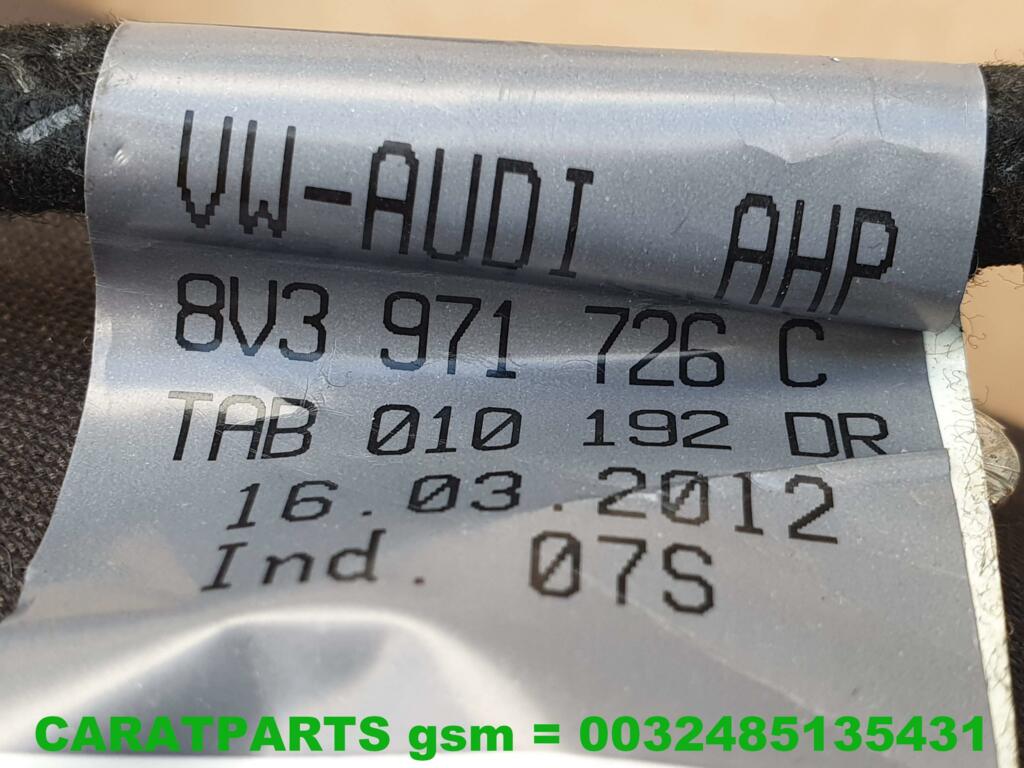 VW-AUDI AHP
8V3 971 726 C
TAB 010 192 DR
16.03.2012
Ind. 07S
CARATPARTS gsm = 0032485135431